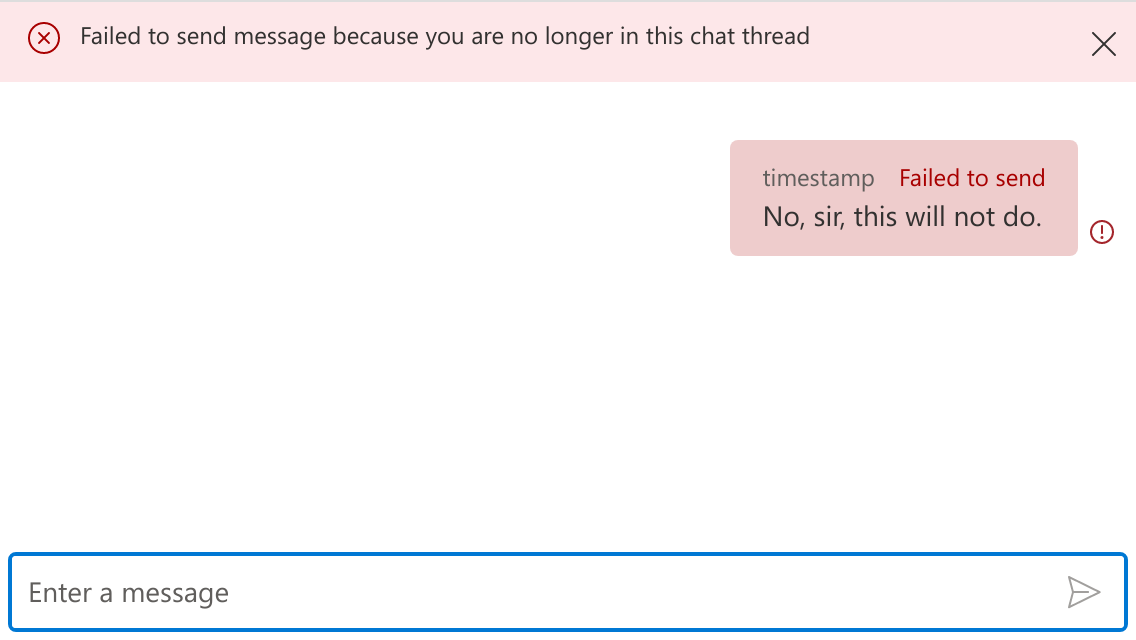 Failed to send message because you are no longer in this chat thread
timestamp Failed to send
No, sir, this will not do.
Enter a message